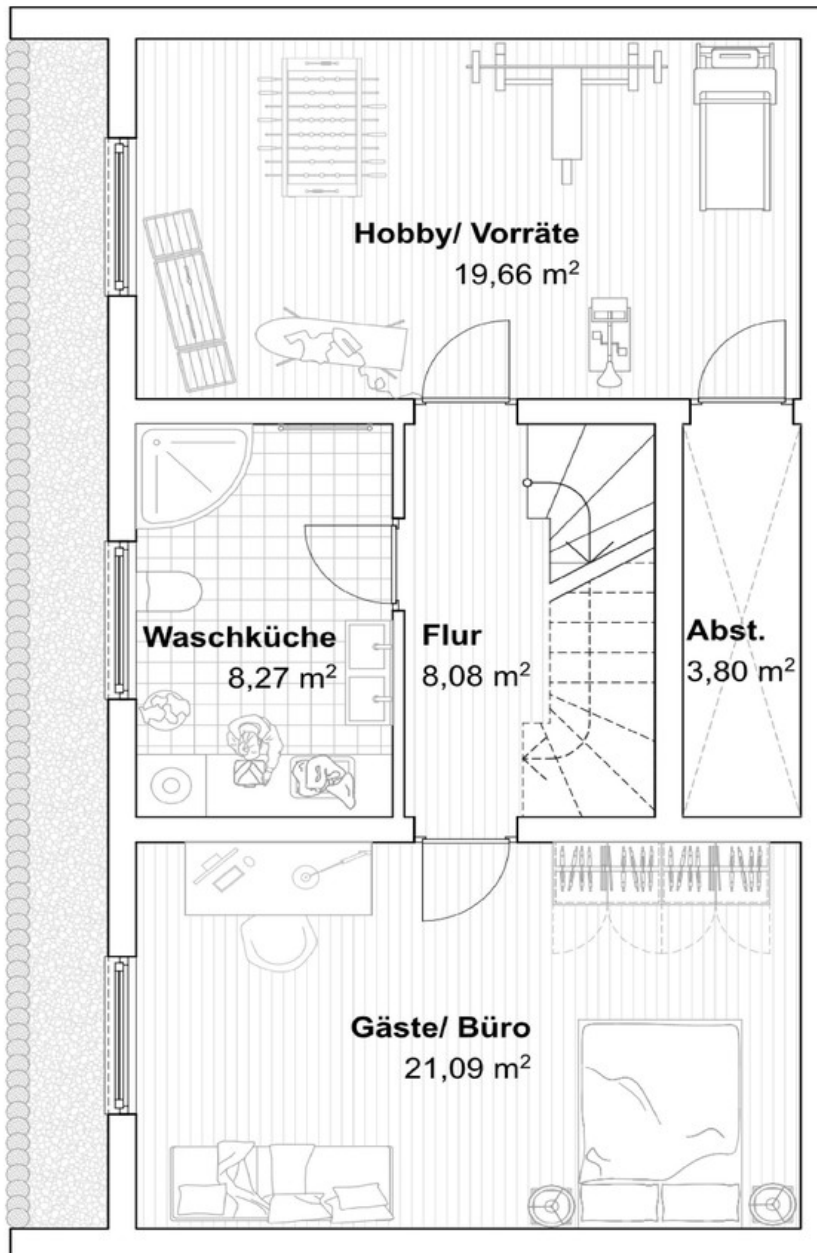 Hobby/ Vorräte
19,66 m²
Waschküche
8,27 m²
Flur
8,08 m²
Abst.
3,80 m²
Gäste/ Büro
21,09 m²